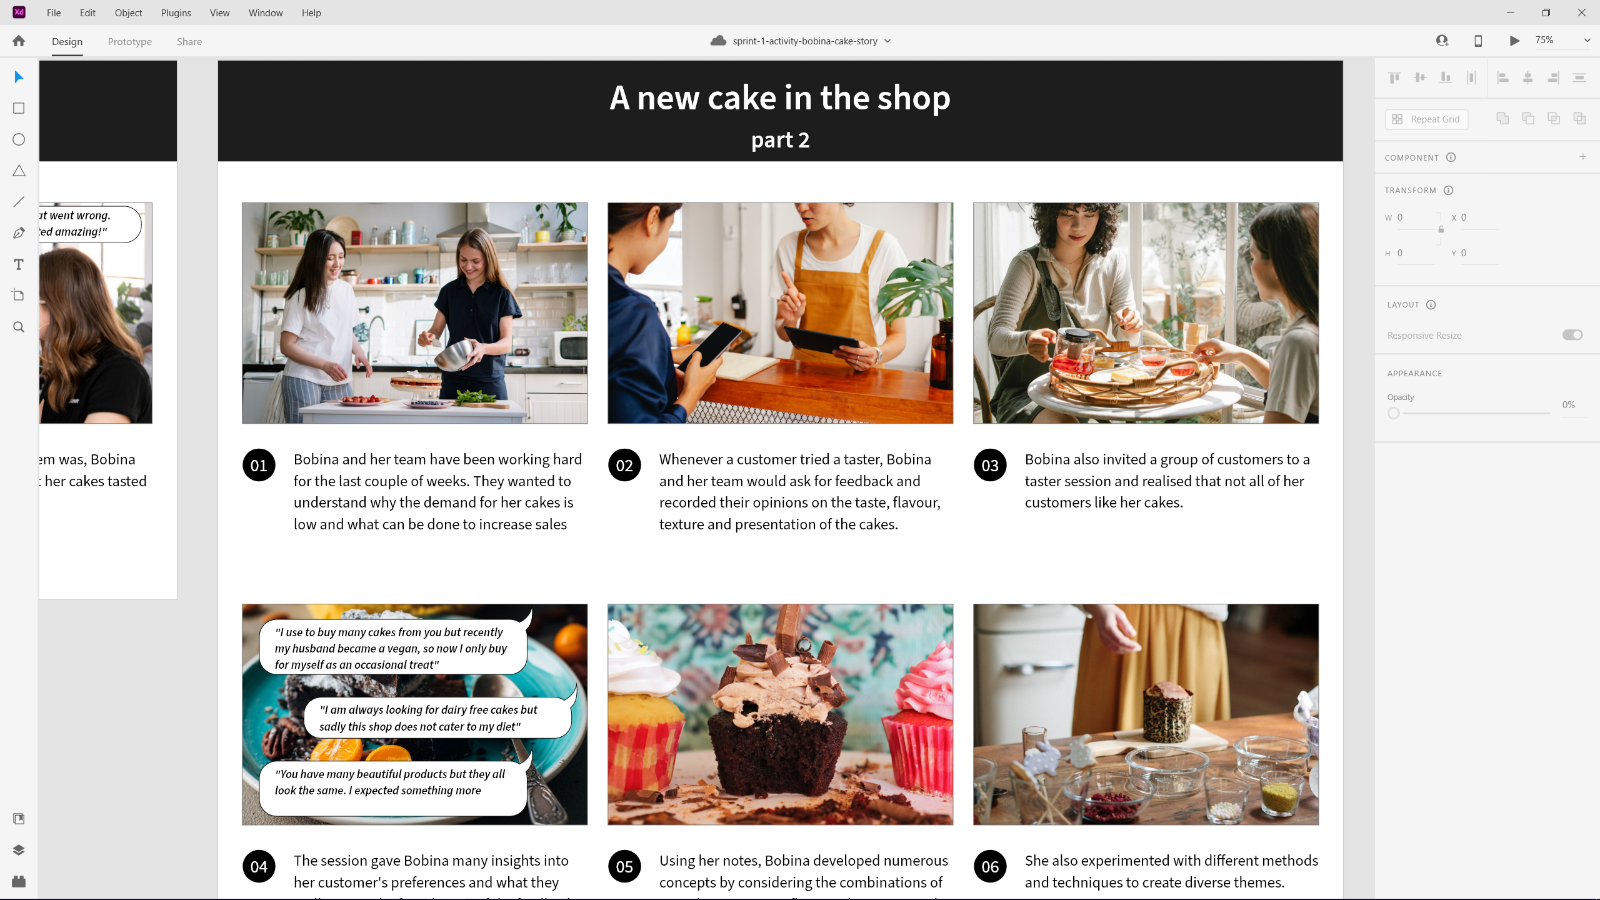 Xd File Edit Object Plugins View Window Help
Design Prototype Share
sprint-1-activity-bobina-cake-story
75%
A new cake in the shop
part 2
at went wrong.
ed amazing!"
em was, Bobina
her cakes tasted
01
Bobina and her team have been working hard
for the last couple of weeks. They wanted to
understand why the demand for her cakes is
low and what can be done to increase sales
02
Whenever a customer tried a taster, Bobina
and her team would ask for feedback and
recorded their opinions on the taste, flavour,
texture and presentation of the cakes.
03
Bobina also invited a group of customers to a
taster session and realised that not all of her
customers like her cakes.
"I use to buy many cakes from you but recently
my husband became a vegan, so now I only buy
for myself as an occasional treat"
"I am always looking for dairy free cakes but
sadly this shop does not cater to my diet"
"You have many beautiful products but they all
look the same. I expected something more
04
The session gave Bobina many insights into
her customer's preferences and what they
05
Using her notes, Bobina developed numerous
concepts by considering the combinations of
06
She also experimented with different methods
and techniques to create diverse themes.
Repeat Grid
COMPONENT
TRANSFORM
W 0 X 0
H 0 Y 0
LAYOUT
Responsive Resize
APPEARANCE
Opacity
0%